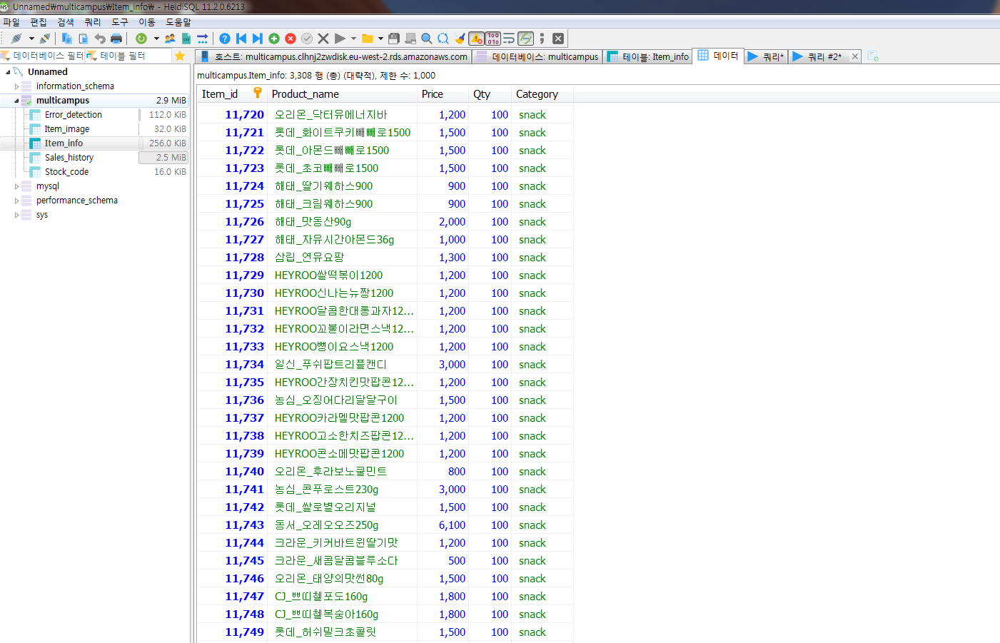 Unnamed\multicampus\Item_info\ - HeidiSQL 11.2.0.6213
파일 편집 검색 쿼리 도구 이동 도움말
데이터베이스 필터 테이블 필터
호스트: multicampus.clhnj2zwdisk.eu-west-2.rds.amazonaws.com 데이터베이스: multicampus 테이블: Item_info 데이터 쿼리* 쿼리 #2*
Unnamed
information_schema
multicampus 2.9 MiB
Error_detection 112.0 KiB
Item_image 32.0 KiB
Item_info 256.0 KiB
Sales_history 2.5 MiB
Stock_code 16.0 KiB
mysql
performance_schema
sys
multicampus.Item_info: 3,308 행 (총) (대략적), 제한 수: 1,000
Item_id Product_name Price Qty Category
11,720 오리온_닥터유에너지바 1,200 100 snack
11,721 롯데_화이트쿠키빼빼로1500 1,500 100 snack
11,722 롯데_아몬드빼빼로1500 1,500 100 snack
11,723 롯데_초코빼빼로1500 1,500 100 snack
11,724 해태_딸기웨하스900 900 100 snack
11,725 해태_크림웨하스900 900 100 snack
11,726 해태_맛동산90g 2,000 100 snack
11,727 해태_자유시간아몬드36g 1,000 100 snack
11,728 삼립_연유요팡 1,300 100 snack
11,729 HEYROO쌀떡볶이1200 1,200 100 snack
11,730 HEYROO신나는뉴짱1200 1,200 100 snack
11,731 HEYROO달콤한대롱과자12... 1,200 100 snack
11,732 HEYROO꼬불이라면스낵12... 1,200 100 snack
11,733 HEYROO뻥이요스낵1200 1,200 100 snack
11,734 일신_푸쉬팝트리플캔디 3,000 100 snack
11,735 HEYROO간장치킨맛팝콘12... 1,200 100 snack
11,736 농심_오징어다리달달구이 1,500 100 snack
11,737 HEYROO카라멜맛팝콘1200 1,200 100 snack
11,738 HEYROO고소한치즈팝콘12... 1,200 100 snack
11,739 HEYROO콘소메맛팝콘1200 1,200 100 snack
11,740 오리온_후라보노쿨민트 800 100 snack
11,741 농심_콘푸로스트230g 3,000 100 snack
11,742 롯데_쌀로별오리지널 1,500 100 snack
11,743 동서_오레오오즈250g 6,100 100 snack
11,744 크라운_키커바트윈딸기맛 1,200 100 snack
11,745 크라운_새콤달콤블루소다 500 100 snack
11,746 오리온_태양의맛썬80g 1,500 100 snack
11,747 CJ_쁘띠첼포도160g 1,800 100 snack
11,748 CJ_쁘띠첼복숭아160g 1,800 100 snack
11,749 롯데_허쉬밀크초콜릿 1,500 100 snack